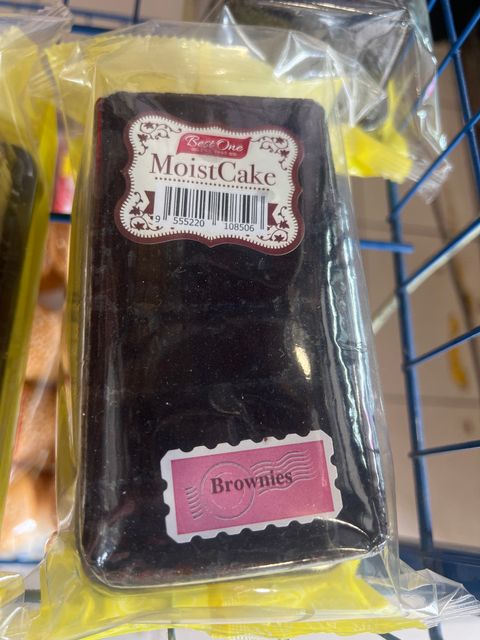 Best One
MoistCake
9 555220 108506
Brownies